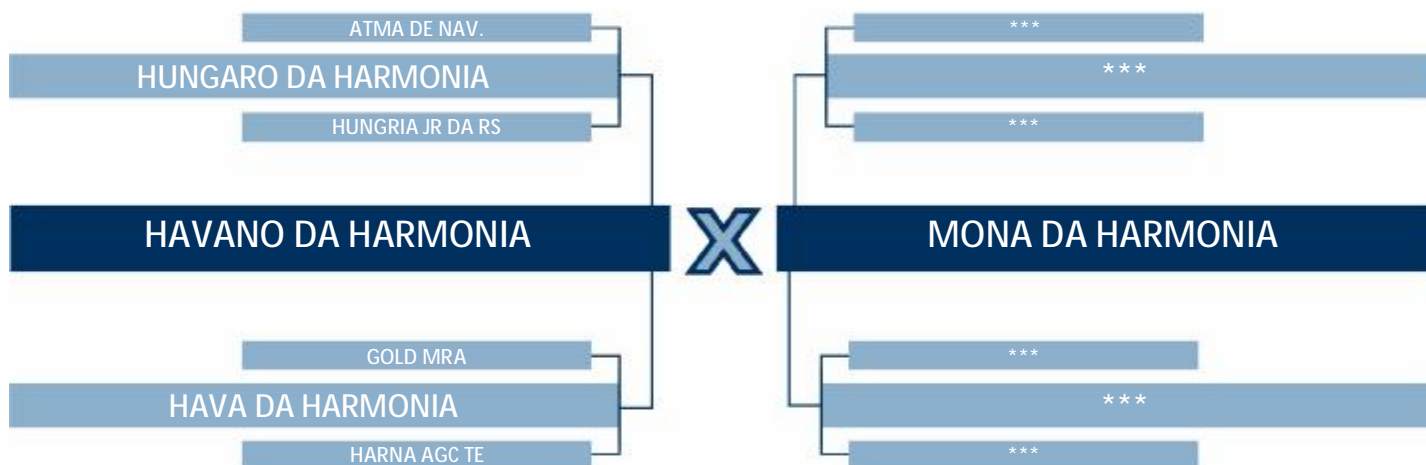 ATMA DE NAV.
HUNGARO DA HARMONIA
HUNGRIA JR DA RS
HAVANO DA HARMONIA
GOLD MRA
HAVA DA HARMONIA
HARNA AGC TE
X
***
***
***
MONA DA HARMONIA
***
***
***